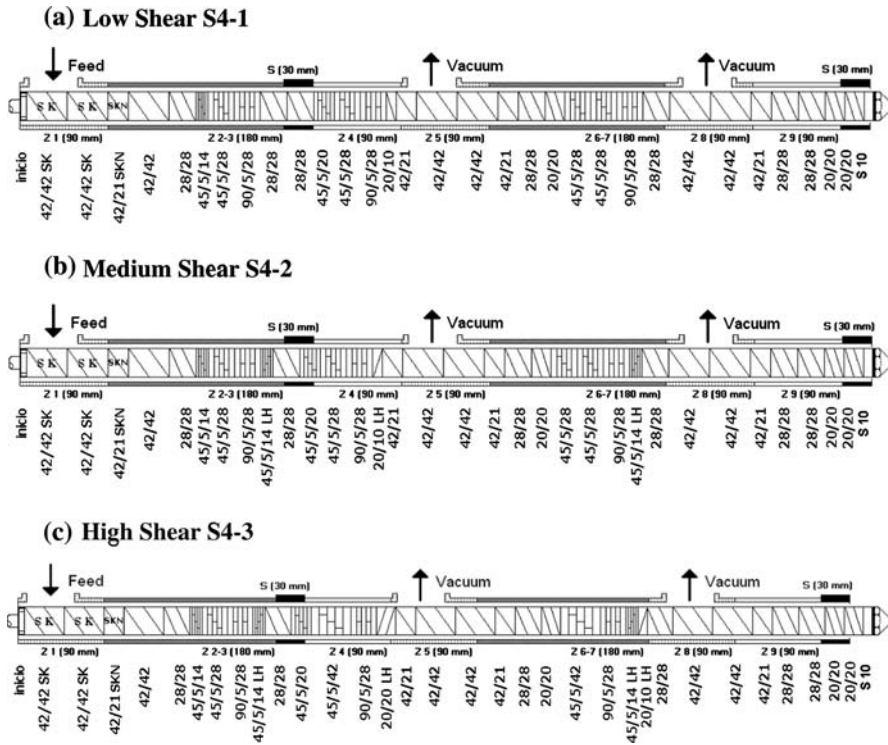 (a) Low Shear S4-1
Feed
S (30 mm)
Vacuum
Vacuum
S (30 mm)
SK
SK
SKN
Z 1 (90 mm)
Z 2-3 (180 mm)
Z 4 (90 mm)
Z 5 (90 mm)
Z 6-7 (180 mm)
Z 8 (90 mm)
Z 9 (90 mm)
inicio
42/42 SK
42/42 SK
42/21 SKN
42/42
28/28
45/5/14
45/5/28
90/5/28
28/28
28/28
45/5/20
45/5/28
90/5/28
20/10
42/21
42/42
42/42
42/21
28/28
20/20
45/5/28
45/5/28
90/5/28
28/28
42/42
42/42
42/21
28/28
28/28
20/20
20/20
S 10
(b) Medium Shear S4-2
Feed
S (30 mm)
Vacuum
Vacuum
S (30 mm)
SK
SK
SKN
Z 1 (90 mm)
Z 2-3 (180 mm)
Z 4 (90 mm)
Z 5 (90 mm)
Z 6-7 (180 mm)
Z 8 (90 mm)
Z 9 (90 mm)
inicio
42/42 SK
42/42 SK
42/21 SKN
42/42
28/28
45/5/14
45/5/28
90/5/28
45/5/14 LH
28/28
45/5/20
45/5/28
90/5/28
20/10 LH
42/21
42/42
42/42
42/21
28/28
20/20
45/5/28
45/5/28
90/5/28
45/5/14 LH
28/28
42/42
42/42
42/21
28/28
28/28
20/20
20/20
S 10
(c) High Shear S4-3
Feed
S (30 mm)
Vacuum
Vacuum
S (30 mm)
SK
SK
SKN
Z 1 (90 mm)
Z 2-3 (180 mm)
Z 4 (90 mm)
Z 5 (90 mm)
Z 6-7 (180 mm)
Z 8 (90 mm)
Z 9 (90 mm)
inicio
42/42 SK
42/42 SK
42/21 SKN
42/42
28/28
45/5/14
45/5/28
90/5/28
45/5/14 LH
28/28
45/5/20
45/5/42
90/5/28
20/20 LH
42/21
42/42
42/42
42/21
28/28
20/20
45/5/42
90/5/28
45/5/14 LH
20/10 LH
28/28
42/42
42/42
42/21
28/28
28/28
20/20
20/20
S 10